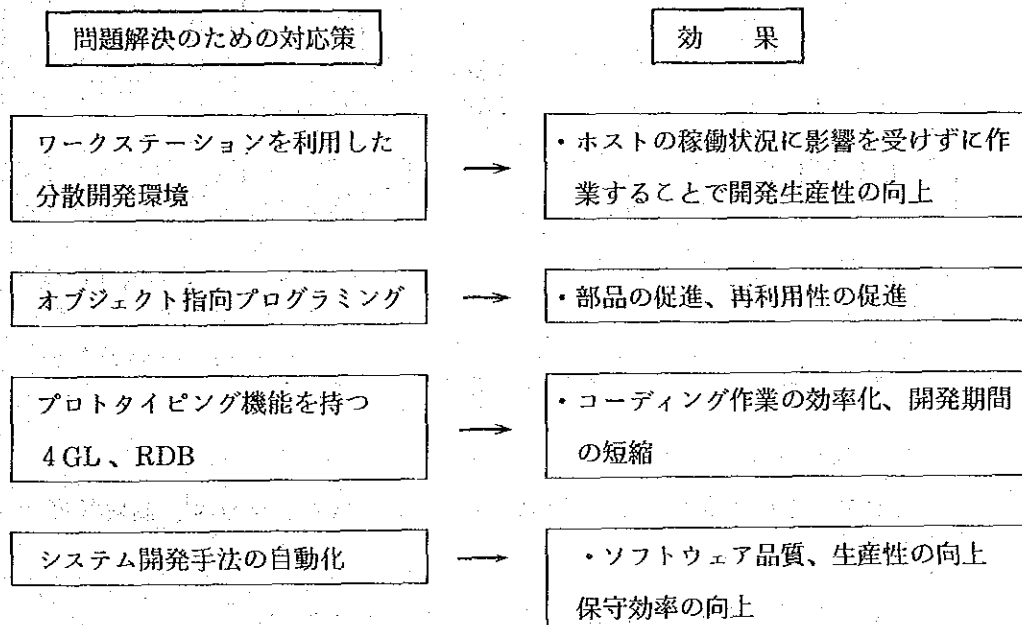 問題解決のための対応策
効 果
ワークステーションを利用した
分散開発環境
→
・ホストの稼働状況に影響を受けずに作
業することで開発生産性の向上
オブジェクト指向プログラミング
→
・部品の促進、再利用性の促進
プロトタイピング機能を持つ
4GL、RDB
→
・コーディング作業の効率化、開発期間
の短縮
システム開発手法の自動化
→
・ソフトウェア品質、生産性の向上
保守効率の向上